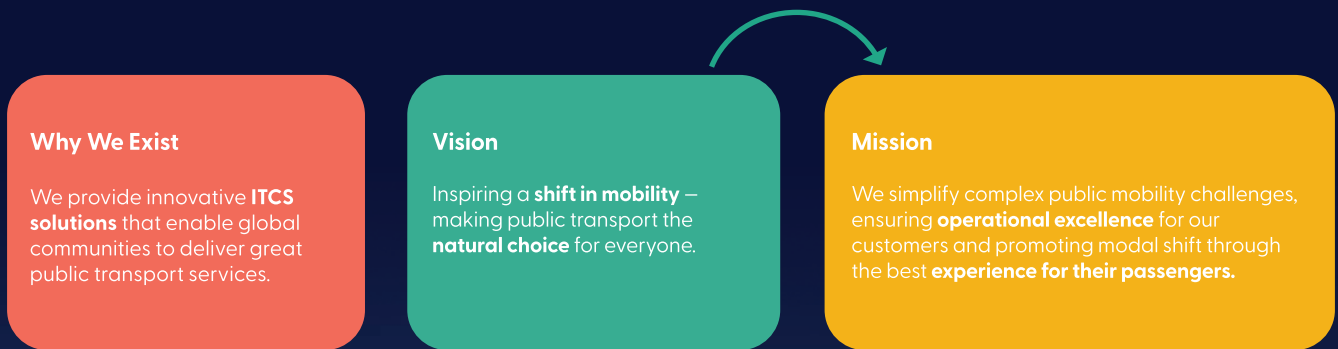 Why We Exist
We provide innovative ITCS
solutions that enable global
communities to deliver great
public transport services.
Vision
Inspiring a shift in mobility –
making public transport the
natural choice for everyone.
Mission
We simplify complex public mobility challenges,
ensuring operational excellence for our
customers and promoting modal shift through
the best experience for their passengers.